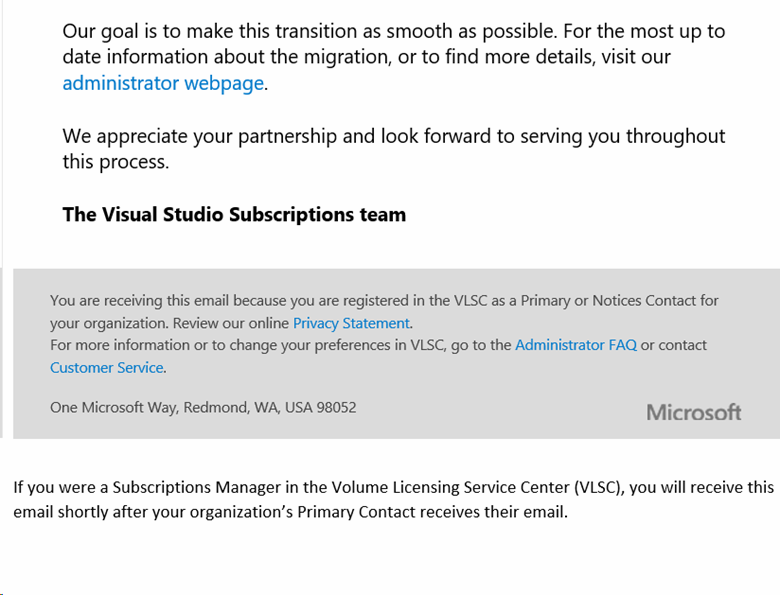 Our goal is to make this transition as smooth as possible. For the most up to
date information about the migration, or to find more details, visit our
administrator webpage.
We appreciate your partnership and look forward to serving you throughout
this process.
The Visual Studio Subscriptions team
You are receiving this email because you are registered in the VLSC as a Primary or Notices Contact for
your organization. Review our online Privacy Statement.
For more information or to change your preferences in VLSC, go to the Administrator FAQ or contact
Customer Service.
One Microsoft Way, Redmond, WA, USA 98052
Microsoft
If you were a Subscriptions Manager in the Volume Licensing Service Center (VLSC), you will receive this
email shortly after your organization’s Primary Contact receives their email.